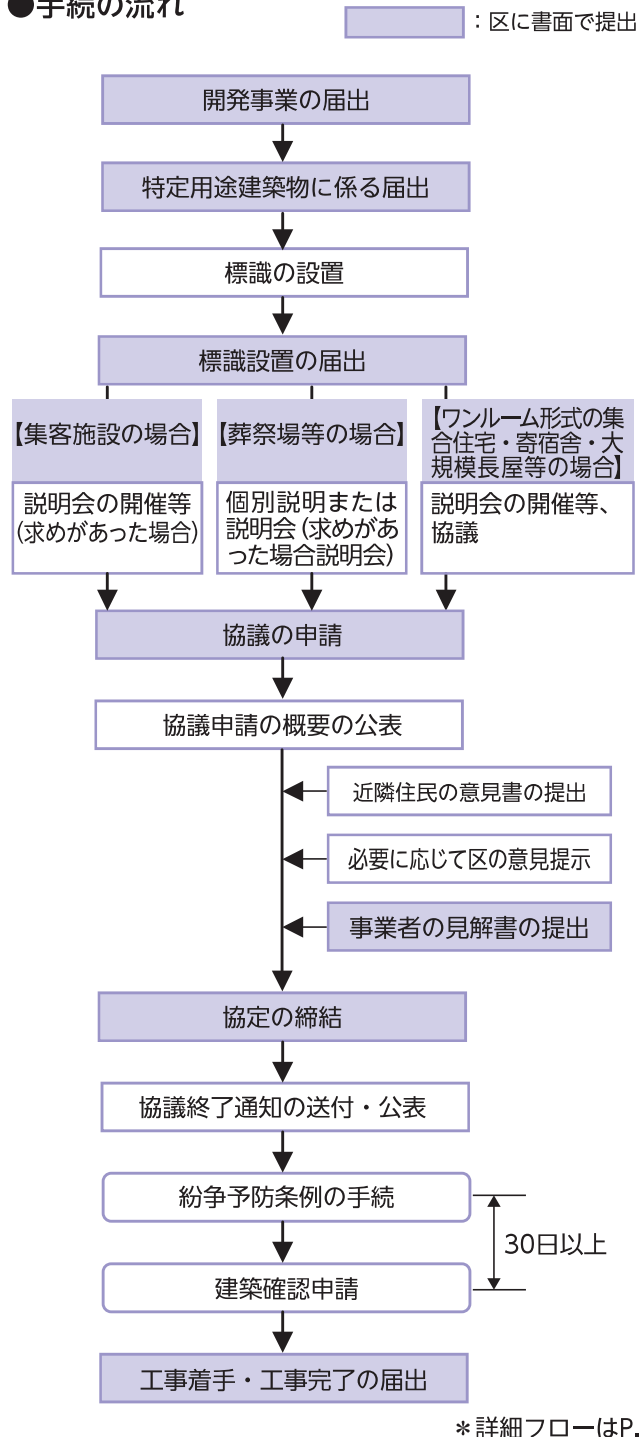 ●手続の流れ
：区に書面で提出
開発事業の届出
特定用途建築物に係る届出
標識の設置
標識設置の届出
【集客施設の場合】
説明会の開催等
(求めがあった場合)
【葬祭場等の場合】
個別説明または
説明会（求めがあ
った場合説明会）
【ワンルーム形式の集
合住宅・寄宿舎・大
規模長屋等の場合】
説明会の開催等、
協議
協議の申請
協議申請の概要の公表
近隣住民の意見書の提出
必要に応じて区の意見提示
事業者の見解書の提出
協定の締結
協議終了通知の送付・公表
紛争予防条例の手続
30日以上
建築確認申請
工事着手・工事完了の届出
＊詳細フローはP.